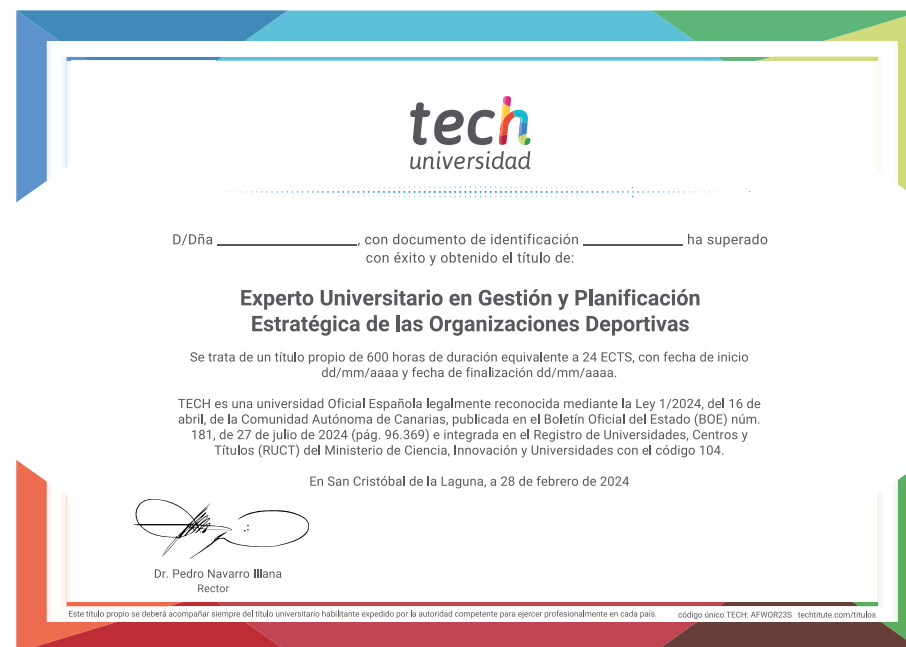 tech
universidad
D/Dña ____________________, con documento de identificación ______________ ha superado
con éxito y obtenido el título de:
Experto Universitario en Gestión y Planificación
Estratégica de las Organizaciones Deportivas
Se trata de un título propio de 600 horas de duración equivalente a 24 ECTS, con fecha de inicio
dd/mm/aaaa y fecha de finalización dd/mm/aaaa.
TECH es una universidad Oficial Española legalmente reconocida mediante la Ley 1/2024, del 16 de
abril, de la Comunidad Autónoma de Canarias, publicada en el Boletín Oficial del Estado (BOE) núm.
181, de 27 de julio de 2024 (pág. 96.369) e integrada en el Registro de Universidades, Centros y
Títulos (RUCT) del Ministerio de Ciencia, Innovación y Universidades con el código 104.
En San Cristóbal de la Laguna, a 28 de febrero de 2024
Dr. Pedro Navarro Illana
Rector
Este título propio se deberá acompañar siempre del título universitario habilitante expedido por la autoridad competente para ejercer profesionalmente en cada país. código único TECH: AFWOR23S techtitute.com/titulos